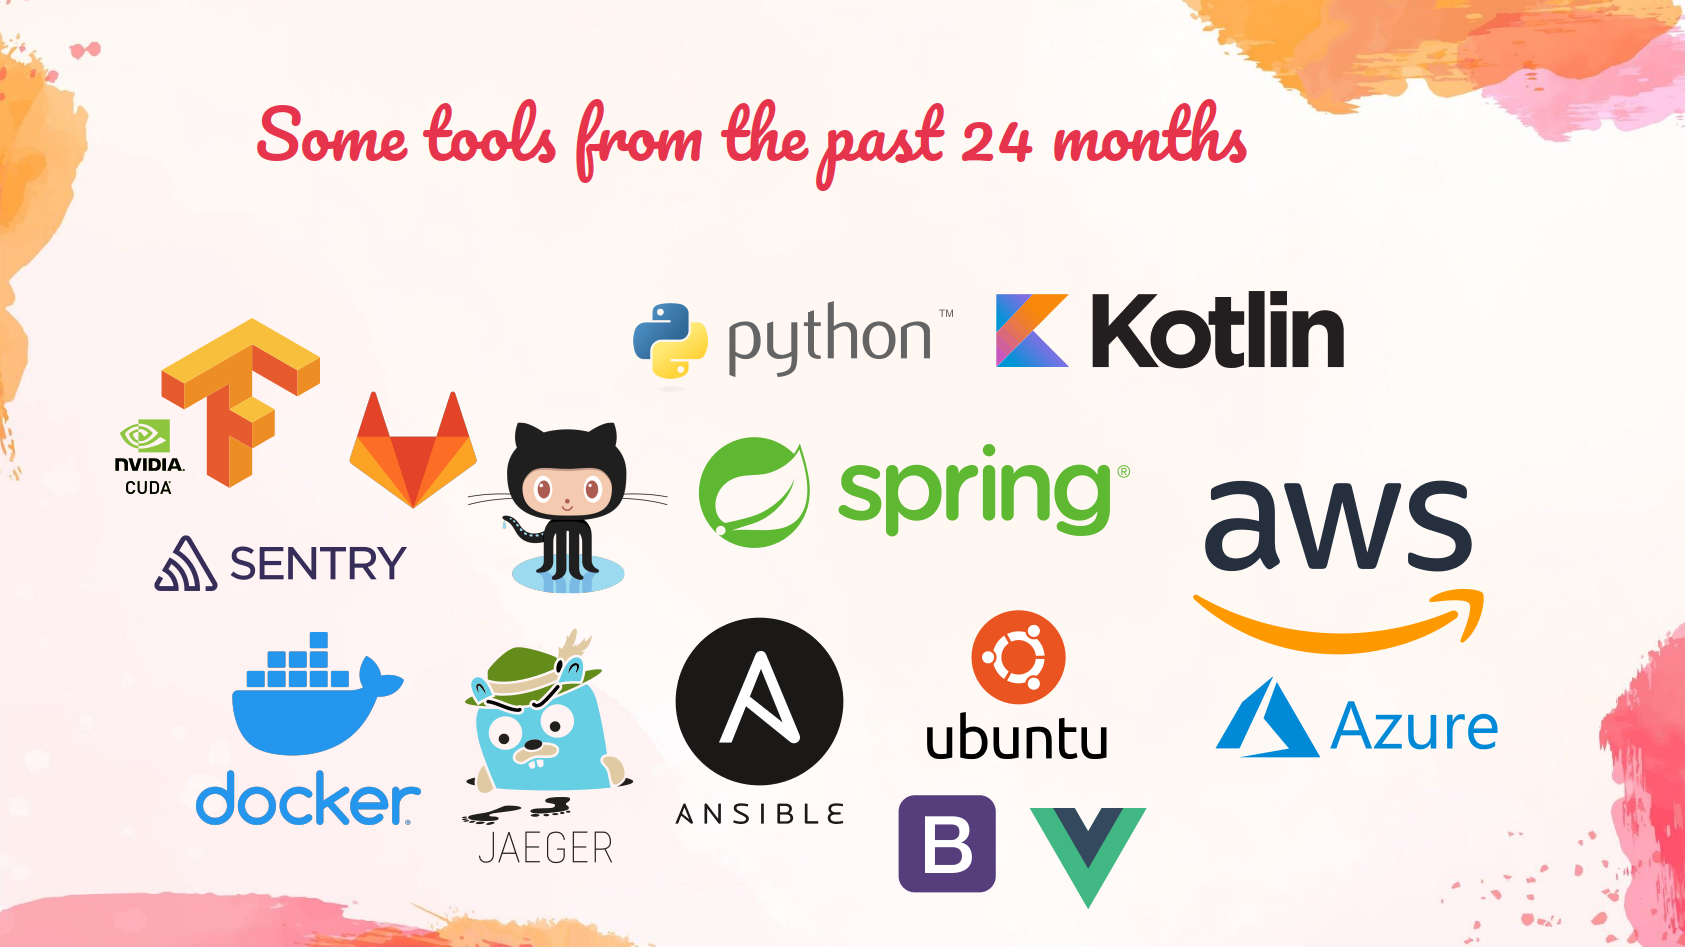 Some tools from the past 24 months
python™
Kotlin
nVIDIA.
CUDA®
spring®
aws
SENTRY
ubuntu
Azure
docker®
JAEGER
ANSIBLE
B